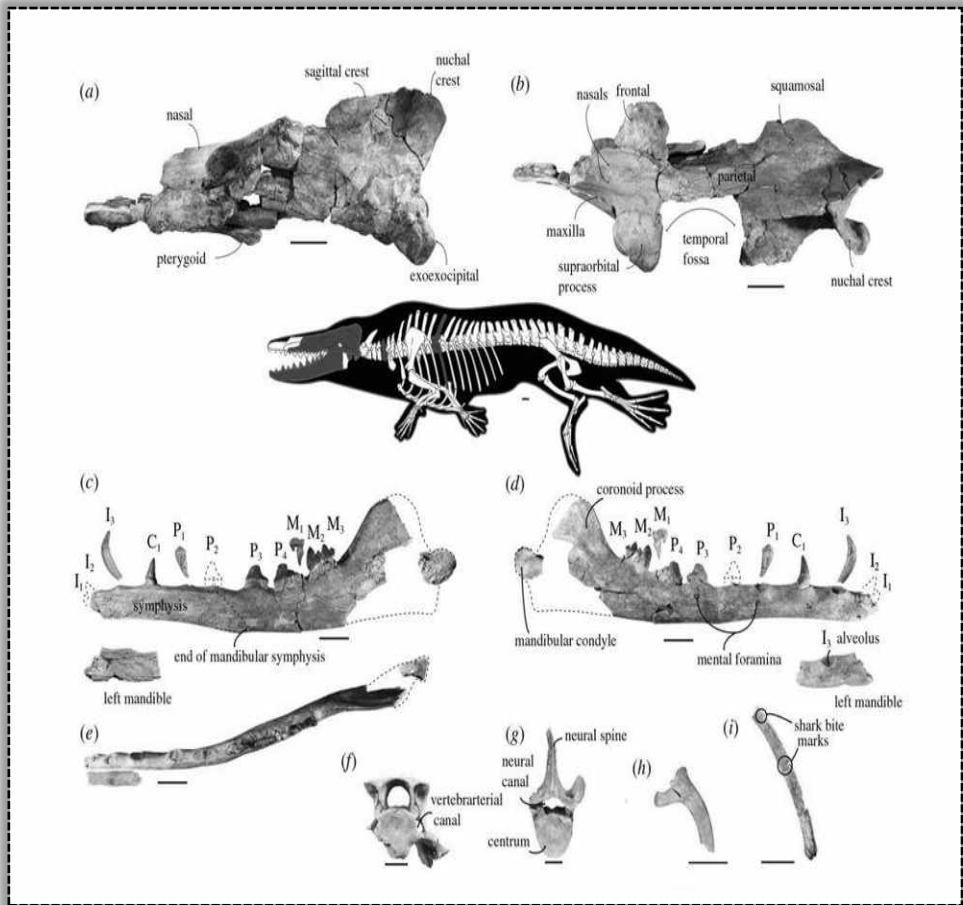 (a)
nasal
sagittal crest
nuchal
crest
pterygoid
exoexocipital
(b)
nasals
frontal
squamosal
parietal
maxilla
supraorbital
process
temporal
fossa
nuchal crest
(c)
I3
I2
I1
C1
P1
P2
P3
P4
M1
M2
M3
symphysis
end of mandibular symphysis
left mandible
(d)
coronoid process
M3
M2
M1
P4
P3
P2
P1
C1
I3
I2
I1
mandibular condyle
mental foramina
I3 alveolus
left mandible
(e)
(f)
vertebrarterial
canal
(g)
neural spine
neural
canal
centrum
(h)
(i)
shark bite
marks